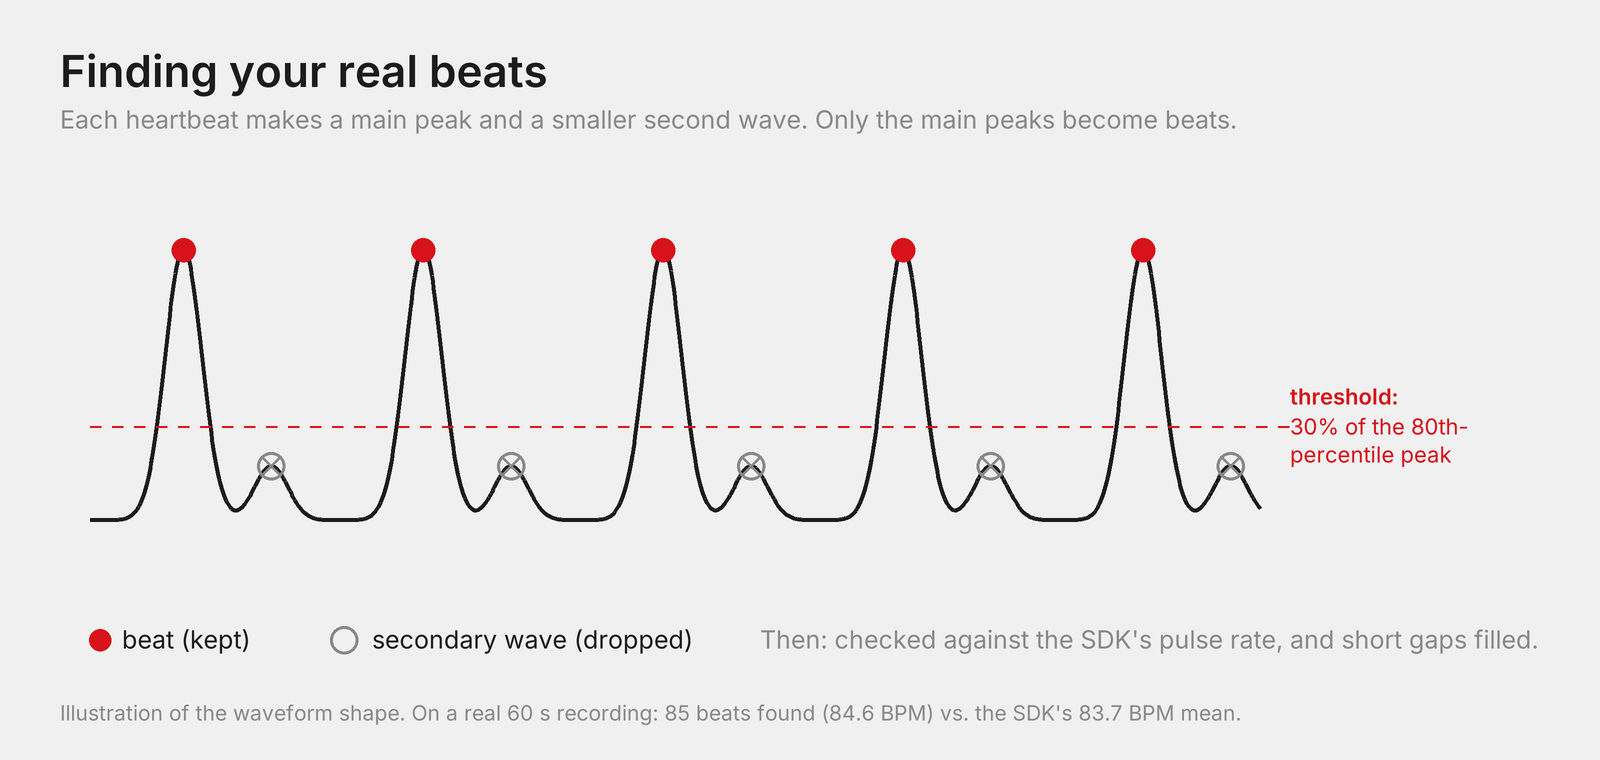 Finding your real beats
Each heartbeat makes a main peak and a smaller second wave. Only the main peaks become beats.
threshold:
30% of the 80th-
percentile peak
beat (kept)
secondary wave (dropped)
Then: checked against the SDK's pulse rate, and short gaps filled.
Illustration of the waveform shape. On a real 60 s recording: 85 beats found (84.6 BPM) vs. the SDK's 83.7 BPM mean.